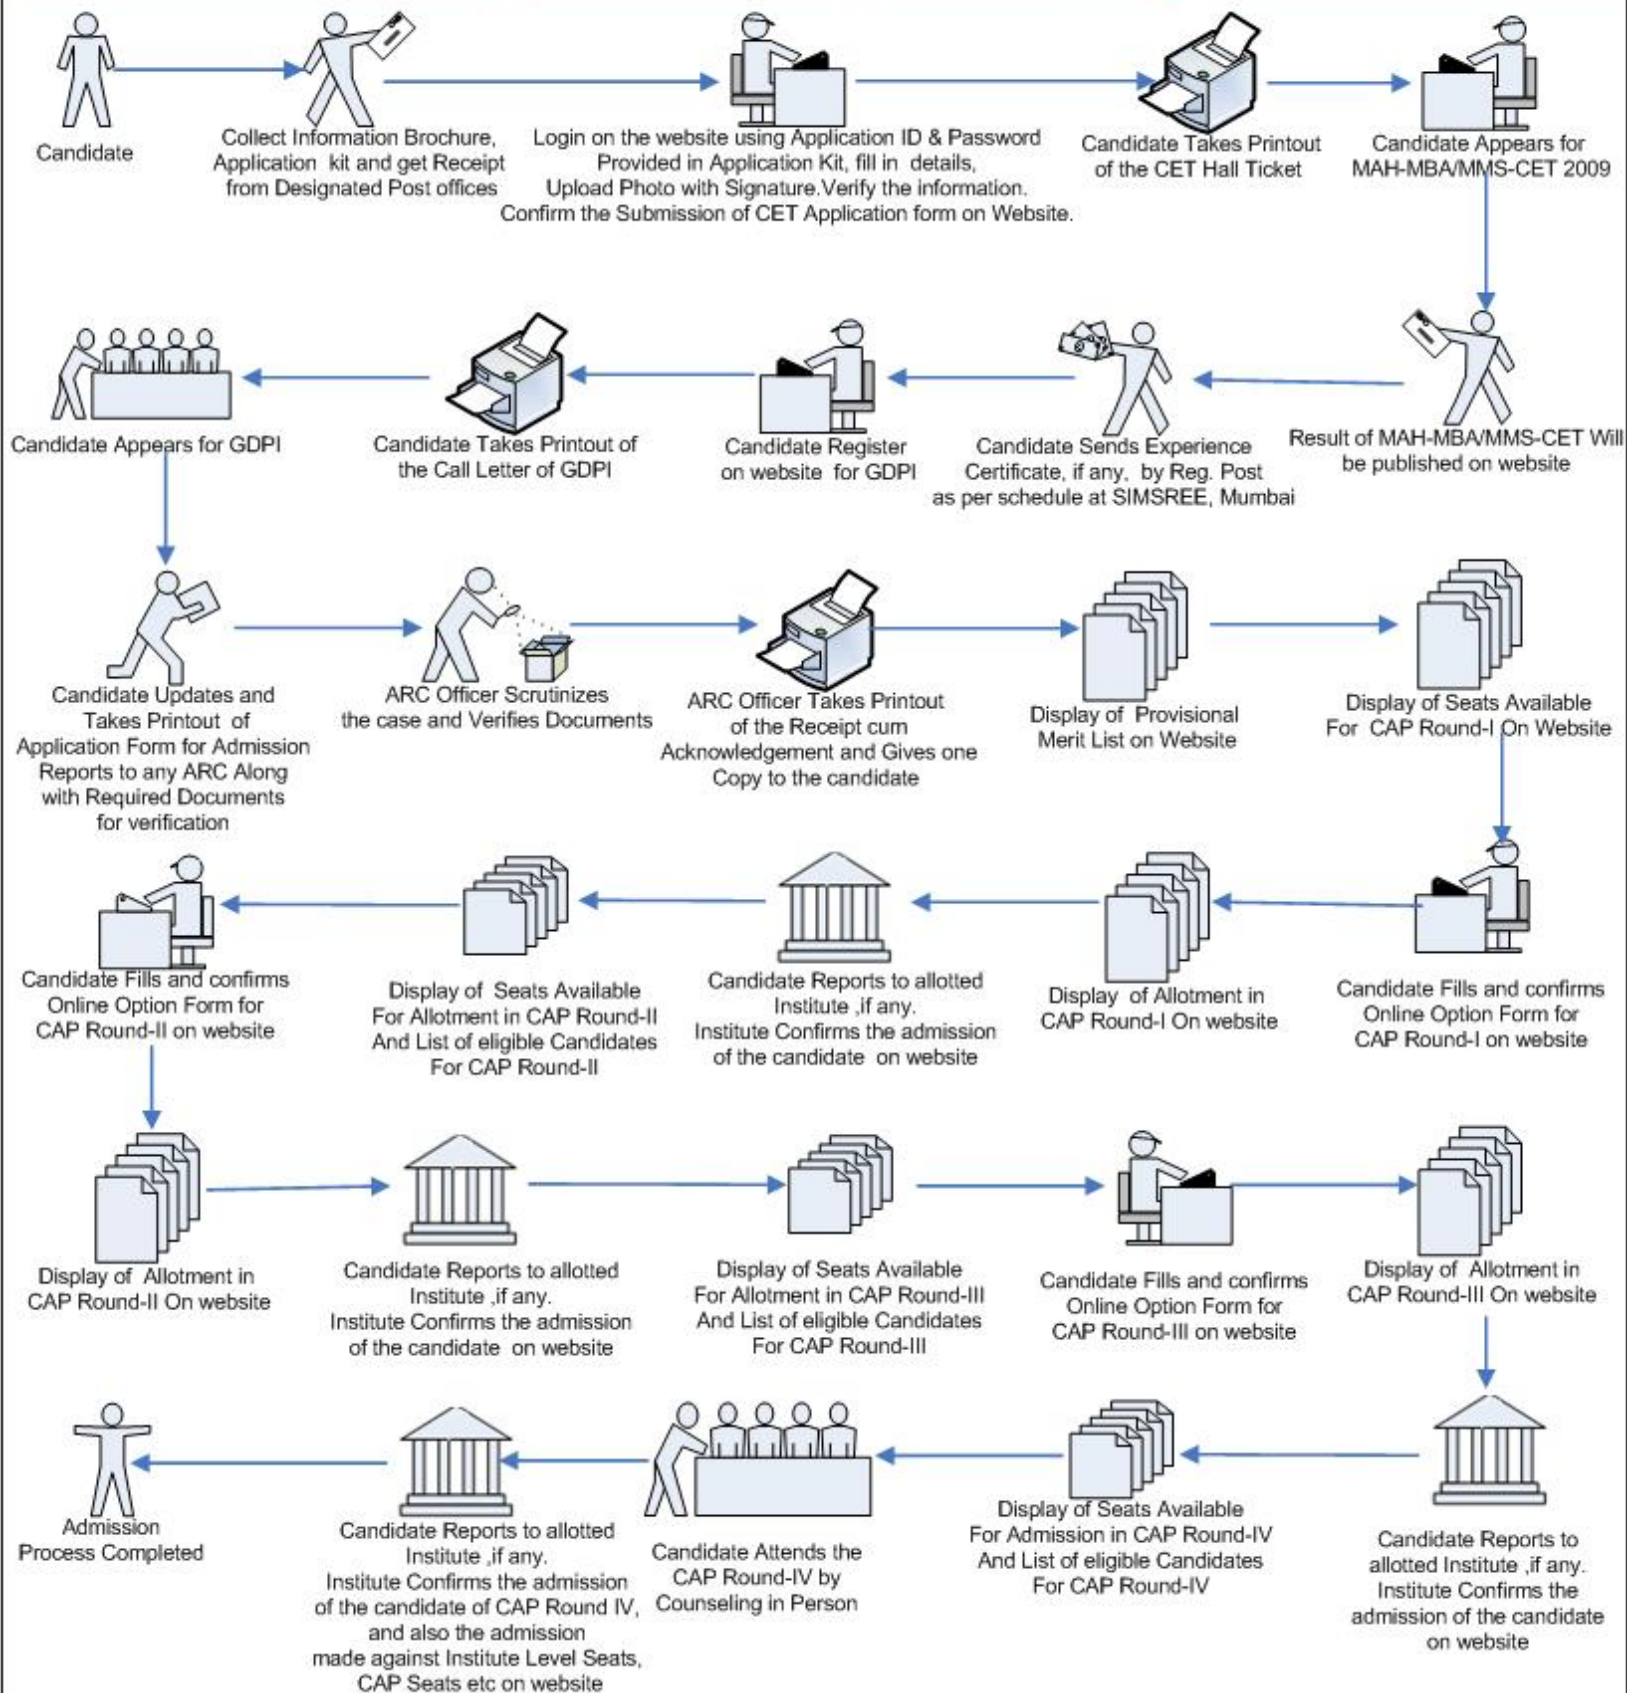 Candidate
Collect Information Brochure,
Application kit and get Receipt
from Designated Post offices
Login on the website using Application ID & Password
Provided in Application Kit, fill in details,
Upload Photo with Signature.Verify the information.
Confirm the Submission of CET Application form on Website.
Candidate Takes Printout
of the CET Hall Ticket
Candidate Appears for
MAH-MBA/MMS-CET 2009
Result of MAH-MBA/MMS-CET Will
be published on website
Candidate Sends Experience
Certificate, if any, by Reg. Post
as per schedule at SIMSREE, Mumbai
Candidate Register
on website for GDPI
Candidate Takes Printout of
the Call Letter of GDPI
Candidate Appears for GDPI
Candidate Updates and
Takes Printout of
Application Form for Admission
Reports to any ARC Along
with Required Documents
for verification
ARC Officer Scrutinizes
the case and Verifies Documents
ARC Officer Takes Printout
of the Receipt cum
Acknowledgement and Gives one
Copy to the candidate
Display of Provisional
Merit List on Website
Display of Seats Available
For CAP Round-I On Website
Candidate Fills and confirms
Online Option Form for
CAP Round-I on website
Display of Allotment in
CAP Round-I On website
Candidate Reports to allotted
Institute ,if any.
Institute Confirms the admission
of the candidate on website
Display of Seats Available
For Allotment in CAP Round-II
And List of eligible Candidates
For CAP Round-II
Candidate Fills and confirms
Online Option Form for
CAP Round-II on website
Display of Allotment in
CAP Round-II On website
Candidate Reports to allotted
Institute ,if any.
Institute Confirms the admission
of the candidate on website
Display of Seats Available
For Allotment in CAP Round-III
And List of eligible Candidates
For CAP Round-III
Candidate Fills and confirms
Online Option Form for
CAP Round-III on website
Display of Allotment in
CAP Round-III On website
Candidate Reports to
allotted Institute ,if any.
Institute Confirms the
admission of the candidate
on website
Display of Seats Available
For Admission in CAP Round-IV
And List of eligible Candidates
For CAP Round-IV
Candidate Attends the
CAP Round-IV by
Counseling in Person
Candidate Reports to allotted
Institute ,if any.
Institute Confirms the admission
of the candidate of CAP Round IV,
and also the admission
made against Institute Level Seats,
CAP Seats etc on website
Admission
Process Completed